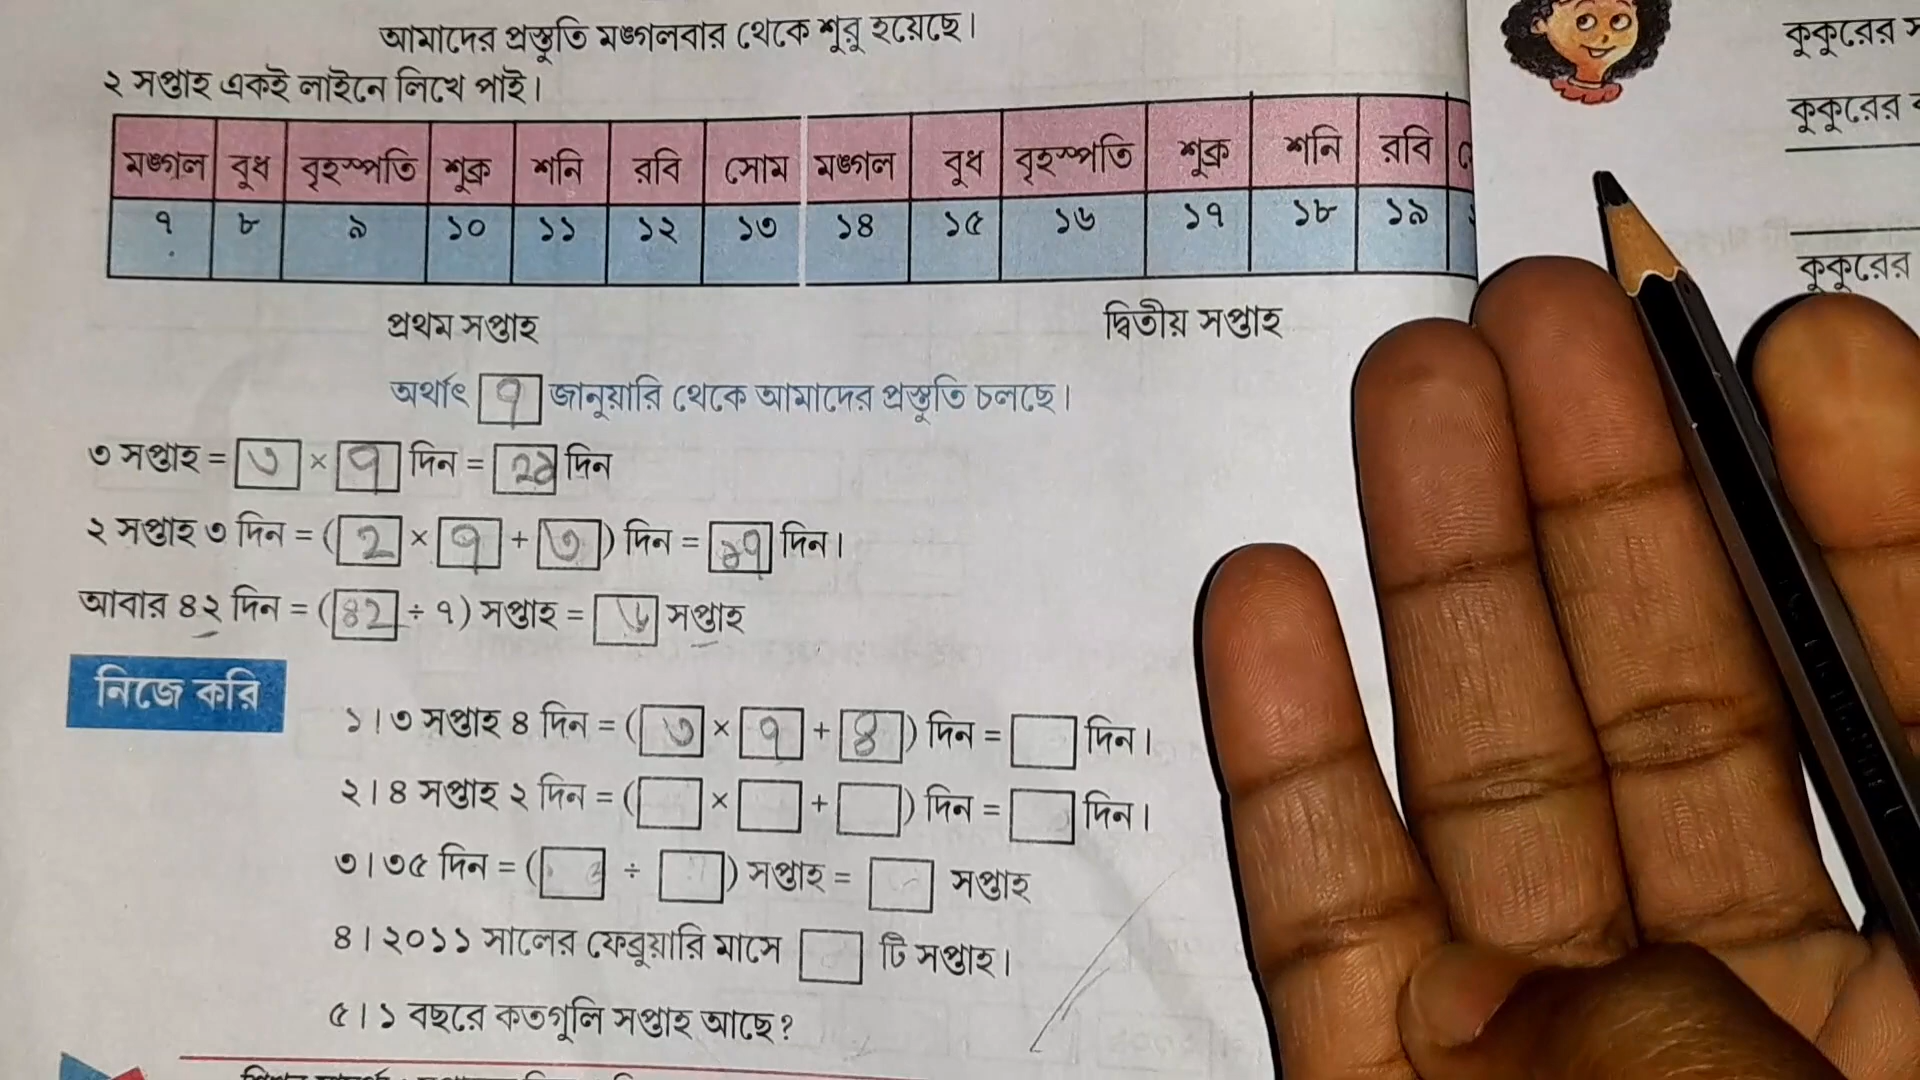 আমাদের প্রস্তুতি মঙ্গলবার থেকে শুরু হয়েছে।
২ সপ্তাহ একই লাইনে লিখে পাই।
মঙ্গল বুধ বৃহস্পতি শুক্র শনি রবি সোম মঙ্গল বুধ বৃহস্পতি শুক্র শনি রবি
৭ ৮ ৯ ১০ ১১ ১২ ১৩ ১৪ ১৫ ১৬ ১৭ ১৮ ১৯
প্রথম সপ্তাহ দ্বিতীয় সপ্তাহ
অর্থাৎ ৭ জানুয়ারি থেকে আমাদের প্রস্তুতি চলছে।
৩ সপ্তাহ = ৩ × ৭ দিন = ২১ দিন
২ সপ্তাহ ৩ দিন = (২ × ৭ + ৩) দিন = ১৭ দিন।
আবার ৪২ দিন = (৪২ ÷ ৭) সপ্তাহ = ৬ সপ্তাহ
নিজে করি
১। ৩ সপ্তাহ ৪ দিন = (৩ × ৭ + ৪) দিন = দিন।
২। ৪ সপ্তাহ ২ দিন = ( × + ) দিন = দিন।
৩। ৩৫ দিন = ( ÷ ) সপ্তাহ = সপ্তাহ
৪। ২০১১ সালের ফেব্রুয়ারি মাসে টি সপ্তাহ।
৫। ১ বছরে কতগুলি সপ্তাহ আছে?
কুকুরের
কুকুরের
কুকুরের